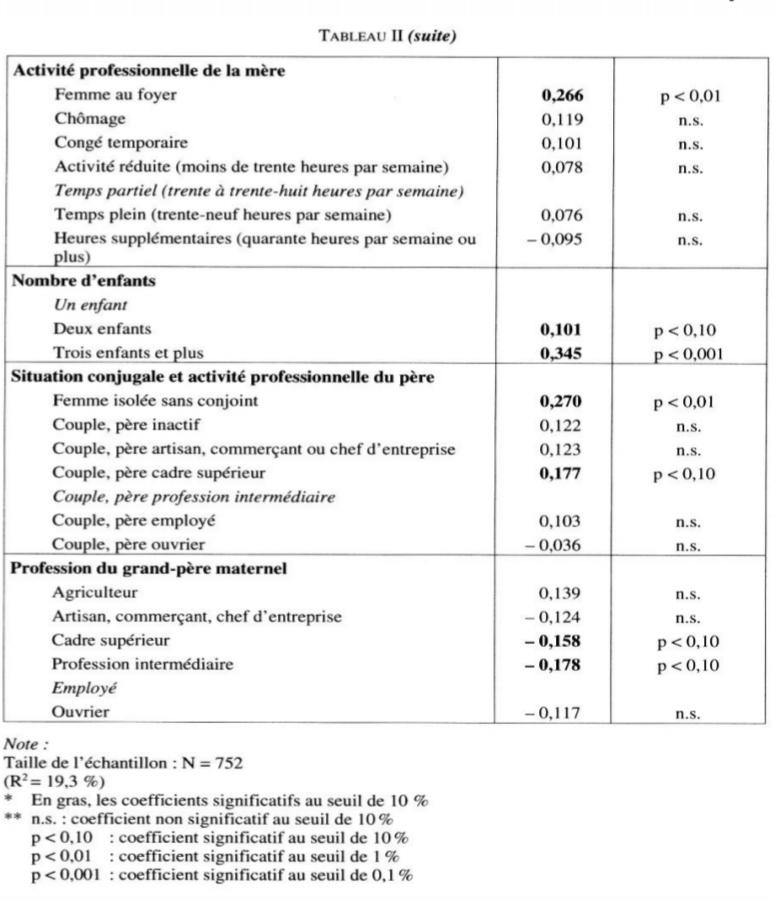 TABLEAU II (suite)
Activité professionnelle de la mère
Femme au foyer 0,266 p < 0,01
Chômage 0,119 n.s.
Congé temporaire 0,101 n.s.
Activité réduite (moins de trente heures par semaine) 0,078 n.s.
Temps partiel (trente à trente-huit heures par semaine)
Temps plein (trente-neuf heures par semaine) 0,076 n.s.
Heures supplémentaires (quarante heures par semaine ou – 0,095 n.s.
plus)
Nombre d'enfants
Un enfant
Deux enfants 0,101 p < 0,10
Trois enfants et plus 0,345 p < 0,001
Situation conjugale et activité professionnelle du père
Femme isolée sans conjoint 0,270 p < 0,01
Couple, père inactif 0,122 n.s.
Couple, père artisan, commerçant ou chef d'entreprise 0,123 n.s.
Couple, père cadre supérieur 0,177 p < 0,10
Couple, père profession intermédiaire
Couple, père employé 0,103 n.s.
Couple, père ouvrier – 0,036 n.s.
Profession du grand-père maternel
Agriculteur 0,139 n.s.
Artisan, commerçant, chef d'entreprise – 0,124 n.s.
Cadre supérieur – 0,158 p < 0,10
Profession intermédiaire – 0,178 p < 0,10
Employé
Ouvrier – 0,117 n.s.
Note :
Taille de l'échantillon : N = 752
(R²= 19,3 %)
* En gras, les coefficients significatifs au seuil de 10 %
** n.s. : coefficient non significatif au seuil de 10 %
p < 0,10 : coefficient significatif au seuil de 10 %
p < 0,01 : coefficient significatif au seuil de 1 %
p < 0,001 : coefficient significatif au seuil de 0,1 %